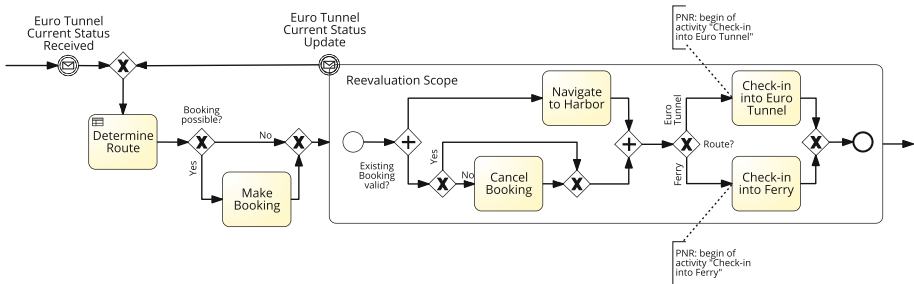 Euro Tunnel
Current Status
Received
Euro Tunnel
Current Status
Update
PNR: begin of
activity "Check-in
into Euro Tunnel"
Reevaluation Scope
Determine
Route
Booking
possible?
No
Yes
Make
Booking
Existing
Booking
valid?
Yes
No
Cancel
Booking
Navigate
to Harbor
Euro
Tunnel
Route?
Ferry
Check-in
into Euro
Tunnel
Check-in
into Ferry
PNR: begin of
activity "Check-in
into Ferry"